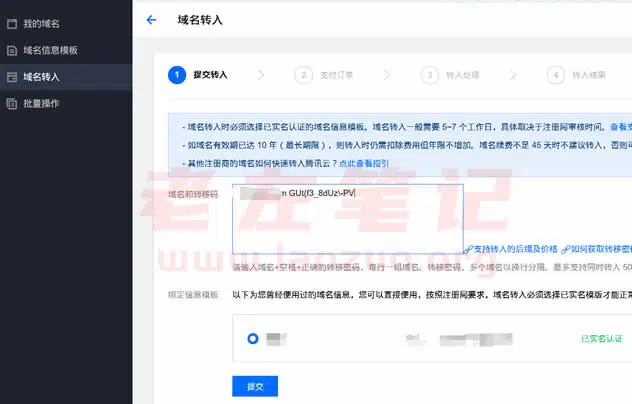 我的域名
域名信息模板
域名转入
批量操作
← 域名转入
1 提交转入
2 支付订单
3 转入处理
4 转入结果
- 域名转入时必须选择已实名认证的域名信息模板。域名转入一般需要 5~7 个工作日，具体取决于注册局审核时间。查看支
- 如域名有效期已达 10 年（最长期限），则转入时仍需扣除费用但年限不增加。域名续费不足 45 天时不建议转入，否则可
- 其他注册商的域名如何快速转入腾讯云？点此查看指引
域名和转移码
m GUt(f3_8dUz\-PV
支持转入的后缀及价格 如何获取转移密
请输入域名+空格+正确的转移密码，每行一组域名、转移密码，多个域名以换行分隔。最多支持同时转入 50
绑定信息模板
以下为您曾经使用过的域名信息，您可以直接使用，按照注册局要求，域名转入必须选择已实名模版才能正常
已实名认证
提交
老左笔记
www.laozuo.org